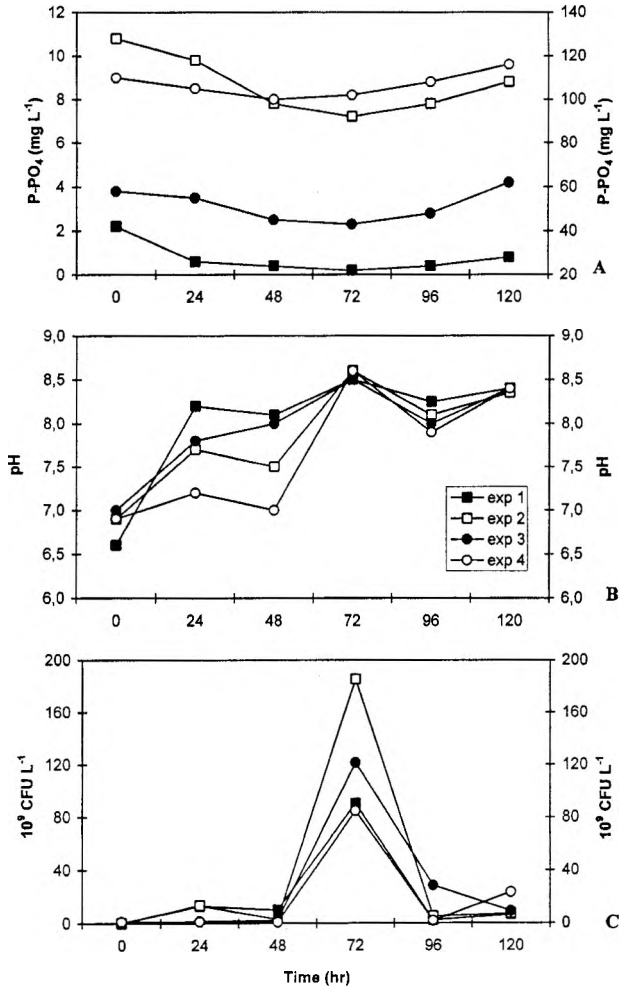 12
10
8
6
4
2
0
P-PO4 (mg L-1)
140
120
100
80
60
40
20
P-PO4 (mg L-1)
A
0 24 48 72 96 120
9,0
8,5
8,0
7,5
7,0
6,5
6,0
pH
9,0
8,5
8,0
7,5
7,0
6,5
6,0
pH
exp 1
exp 2
exp 3
exp 4
B
0 24 48 72 96 120
200
160
120
80
40
0
10^9 CFU L-1
200
160
120
80
40
0
10^9 CFU L-1
C
0 24 48 72 96 120
Time (hr)